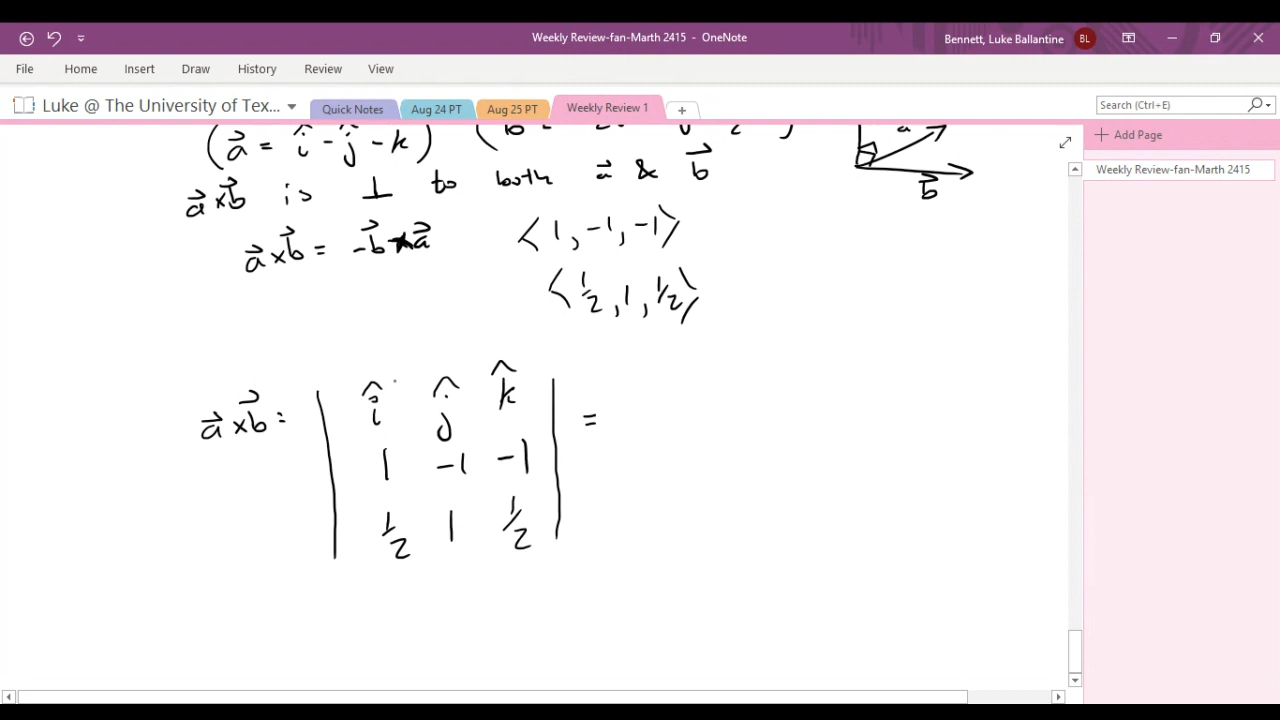 Weekly Review-fan-Marth 2415 - OneNote
Bennett, Luke Ballantine BL
File Home Insert Draw History Review View
Luke @ The University of Tex... Quick Notes Aug 24 PT Aug 25 PT Weekly Review 1 + Search (Ctrl+E)
+ Add Page
Weekly Review-fan-Marth 2415
(a⃗ = î - ĵ - k) (b
a⃗ x b⃗ is ⊥ to both a⃗ & b⃗
a
b⃗
a⃗ x b⃗ = -b⃗ x a⃗ ⟨1, -1, -1⟩
⟨1/2, 1, 1/2⟩
a⃗ x b⃗ = | î ĵ k̂ | =
1 -1 -1
1/2 1 1/2